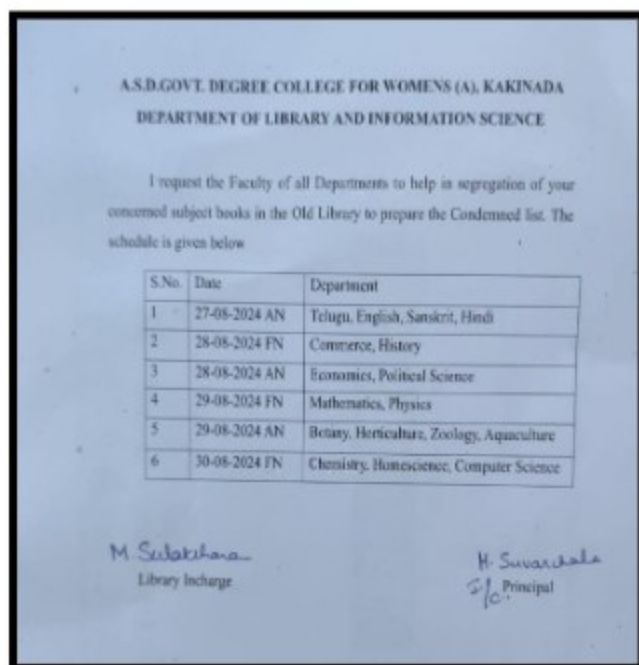 A.S.D.GOVT. DEGREE COLLEGE FOR WOMENS (A), KAKINADA
DEPARTMENT OF LIBRARY AND INFORMATION SCIENCE
I request the Faculty of all Departments to help in segregation of your
concerned subject books in the Old Library to prepare the Condemned list. The
schedule is given below
S.No. Date Department
1 27-08-2024 AN Telugu, English, Sanskrit, Hindi
2 28-08-2024 FN Commerce, History
3 28-08-2024 AN Economics, Political Science
4 29-08-2024 FN Mathematics, Physics
5 29-08-2024 AN Botany, Horticulture, Zoology, Aquaculture
6 30-08-2024 FN Chemistry, Homescience, Computer Science
M. H. Suvarchala
Library Incharge I/c. Principal